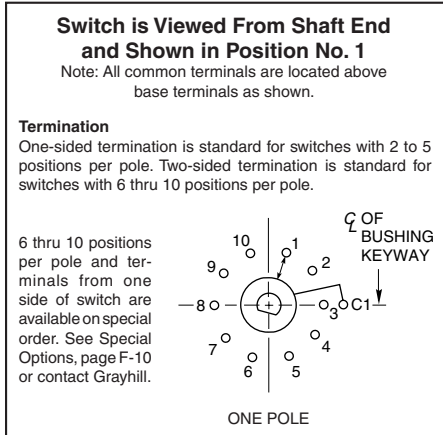 Switch is Viewed From Shaft End
and Shown in Position No. 1
Note: All common terminals are located above
base terminals as shown.
Termination
One-sided termination is standard for switches with 2 to 5
positions per pole. Two-sided termination is standard for
switches with 6 thru 10 positions per pole.
6 thru 10 positions
per pole and ter-
minals from one
side of switch are
available on special
order. See Special
Options, page F-10
or contact Grayhill.
℄ OF
BUSHING
KEYWAY
10
1
9
2
8
3
C1
7
4
6
5
ONE POLE